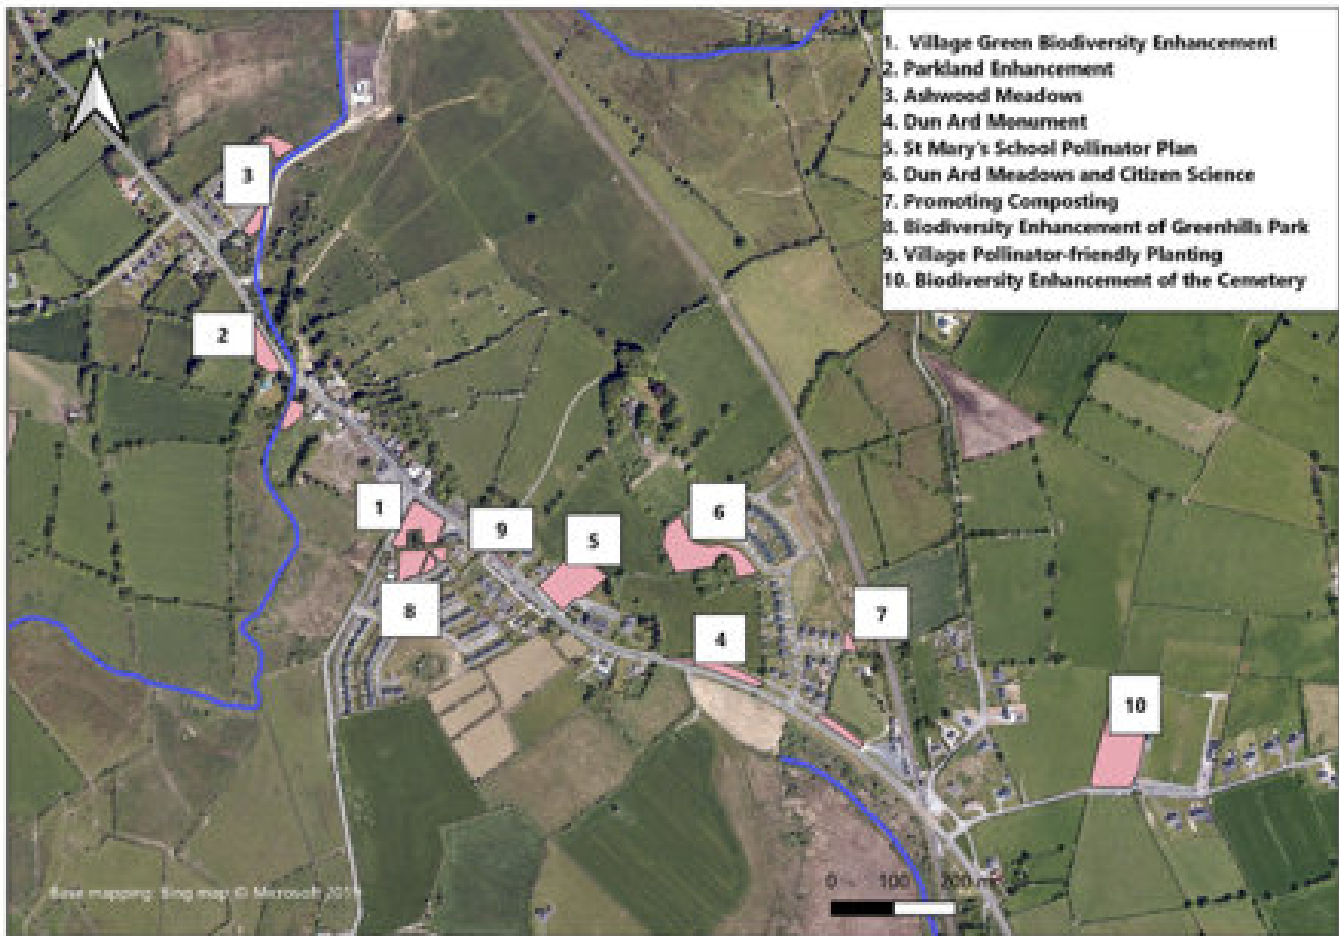 N
1. Village Green Biodiversity Enhancement
2. Parkland Enhancement
3. Ashwood Meadows
4. Dun Ard Monument
5. St Mary's School Pollinator Plan
6. Dun Ard Meadows and Citizen Science
7. Promoting Composting
8. Biodiversity Enhancement of Greenhills Park
9. Village Pollinator-friendly Planting
10. Biodiversity Enhancement of the Cemetery
3
2
1
9
5
6
8
4
7
10
Base mapping: Bing map © Microsoft
0 100 200 m